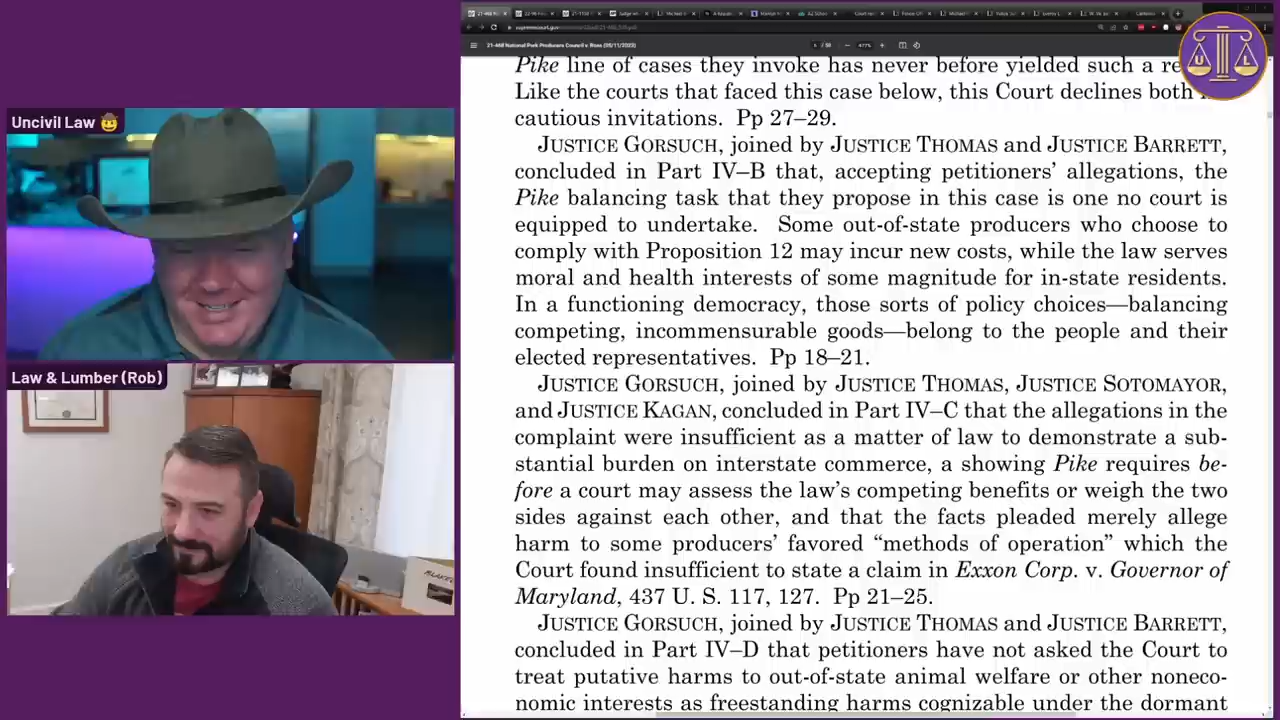 Uncivil Law 🤠
Law & Lumber (Rob)
21-468 National Pork Producers Council v. Ross (05/11/2023)
Pike line of cases they invoke has never before yielded such a
Like the courts that faced this case below, this Court declines both
cautious invitations. Pp 27–29.
JUSTICE GORSUCH, joined by JUSTICE THOMAS and JUSTICE BARRETT,
concluded in Part IV–B that, accepting petitioners’ allegations, the
Pike balancing task that they propose in this case is one no court is
equipped to undertake. Some out-of-state producers who choose to
comply with Proposition 12 may incur new costs, while the law serves
moral and health interests of some magnitude for in-state residents.
In a functioning democracy, those sorts of policy choices—balancing
competing, incommensurable goods—belong to the people and their
elected representatives. Pp 18–21.
JUSTICE GORSUCH, joined by JUSTICE THOMAS, JUSTICE SOTOMAYOR,
and JUSTICE KAGAN, concluded in Part IV–C that the allegations in the
complaint were insufficient as a matter of law to demonstrate a sub-
stantial burden on interstate commerce, a showing Pike requires be-
fore a court may assess the law’s competing benefits or weigh the two
sides against each other, and that the facts pleaded merely allege
harm to some producers’ favored “methods of operation” which the
Court found insufficient to state a claim in Exxon Corp. v. Governor of
Maryland, 437 U. S. 117, 127. Pp 21–25.
JUSTICE GORSUCH, joined by JUSTICE THOMAS and JUSTICE BARRETT,
concluded in Part IV–D that petitioners have not asked the Court to
treat putative harms to out-of-state animal welfare or other noneco-
nomic interests as freestanding harms cognizable under the dormant
U L